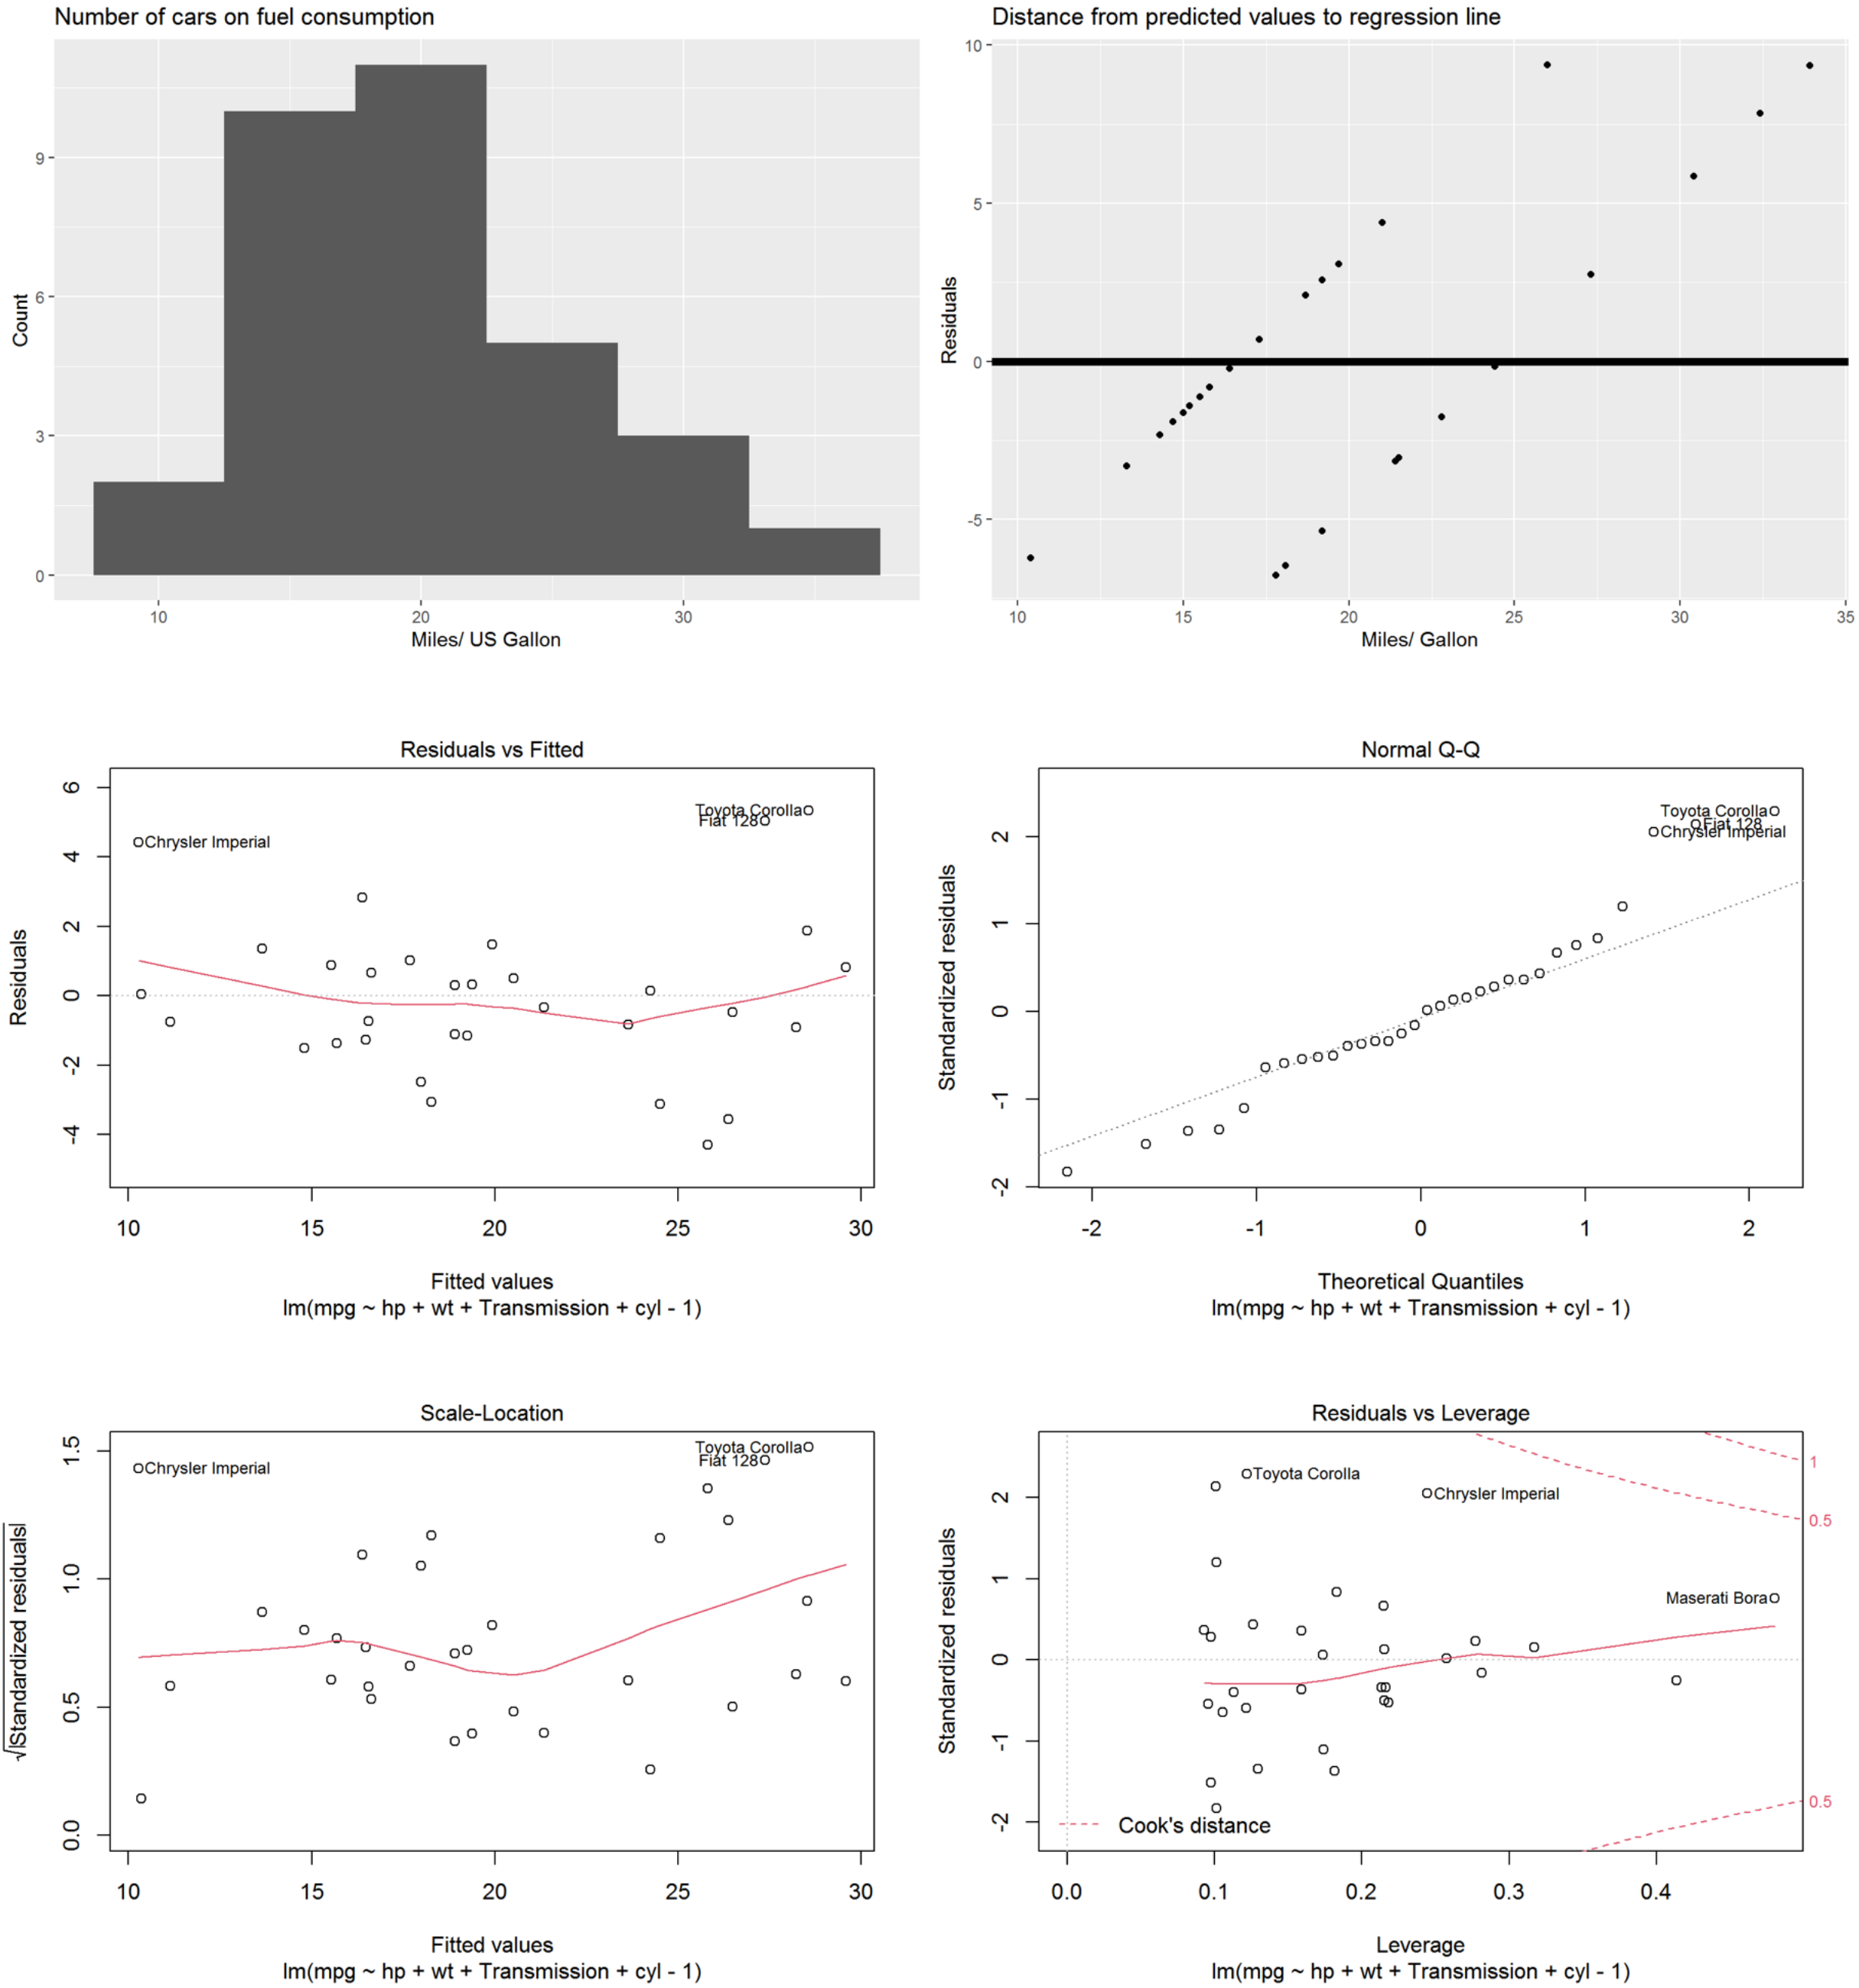 Number of cars on fuel consumption
Count
9
6
3
0
10 20 30
Miles/ US Gallon
Distance from predicted values to regression line
Residuals
10
5
0
-5
10 15 20 25 30 35
Miles/ Gallon
Residuals vs Fitted
Residuals
6
4
2
0
-2
-4
Toyota Corolla
Fiat 128
Chrysler Imperial
10 15 20 25 30
Fitted values
lm(mpg ~ hp + wt + Transmission + cyl - 1)
Normal Q-Q
Standardized residuals
2
1
0
-1
-2
Toyota Corolla
Fiat 128
Chrysler Imperial
-2 -1 0 1 2
Theoretical Quantiles
lm(mpg ~ hp + wt + Transmission + cyl - 1)
Scale-Location
√|Standardized residuals|
1.5
1.0
0.5
0.0
Toyota Corolla
Fiat 128
Chrysler Imperial
10 15 20 25 30
Fitted values
lm(mpg ~ hp + wt + Transmission + cyl - 1)
Residuals vs Leverage
Standardized residuals
2
1
0
-1
-2
Toyota Corolla
Chrysler Imperial
Maserati Bora
1
0.5
0.5
Cook's distance
0.0 0.1 0.2 0.3 0.4
Leverage
lm(mpg ~ hp + wt + Transmission + cyl - 1)